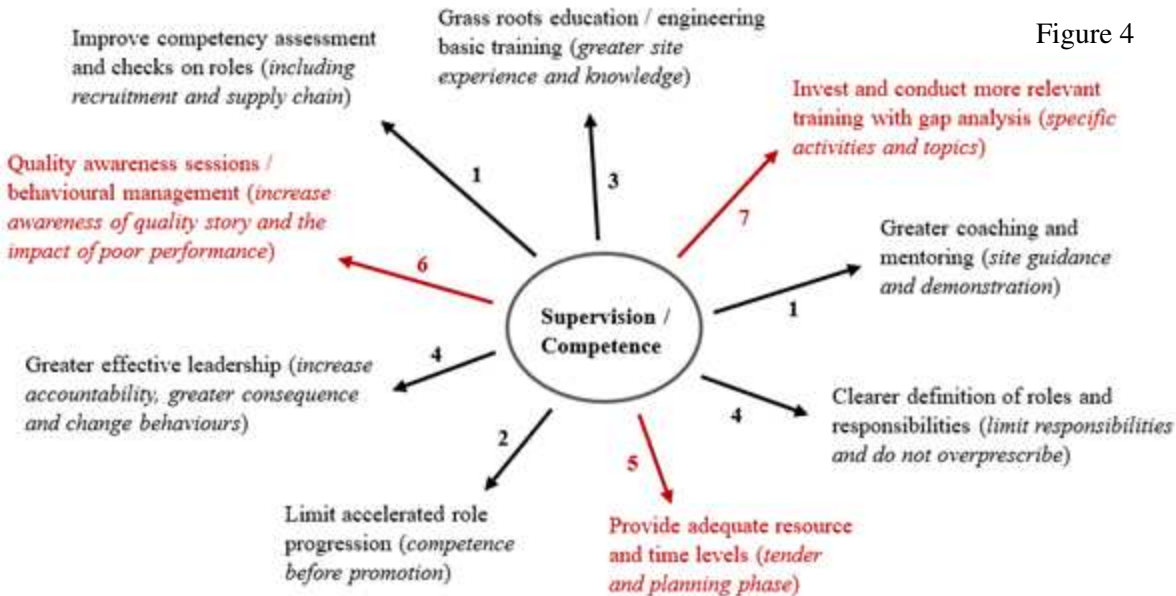 Figure 4
Grass roots education / engineering
basic training (greater site
experience and knowledge)
Improve competency assessment
and checks on roles (including
recruitment and supply chain)
Invest and conduct more relevant
training with gap analysis (specific
activities and topics)
Quality awareness sessions /
behavioural management (increase
awareness of quality story and the
impact of poor performance)
1
3
7
Greater coaching and
mentoring (site guidance
and demonstration)
6
1
Supervision /
Competence
Greater effective leadership (increase
accountability, greater consequence
and change behaviours)
4
4
Clearer definition of roles and
responsibilities (limit responsibilities
and do not overprescribe)
2
5
Limit accelerated role
progression (competence
before promotion)
Provide adequate resource
and time levels (tender
and planning phase)